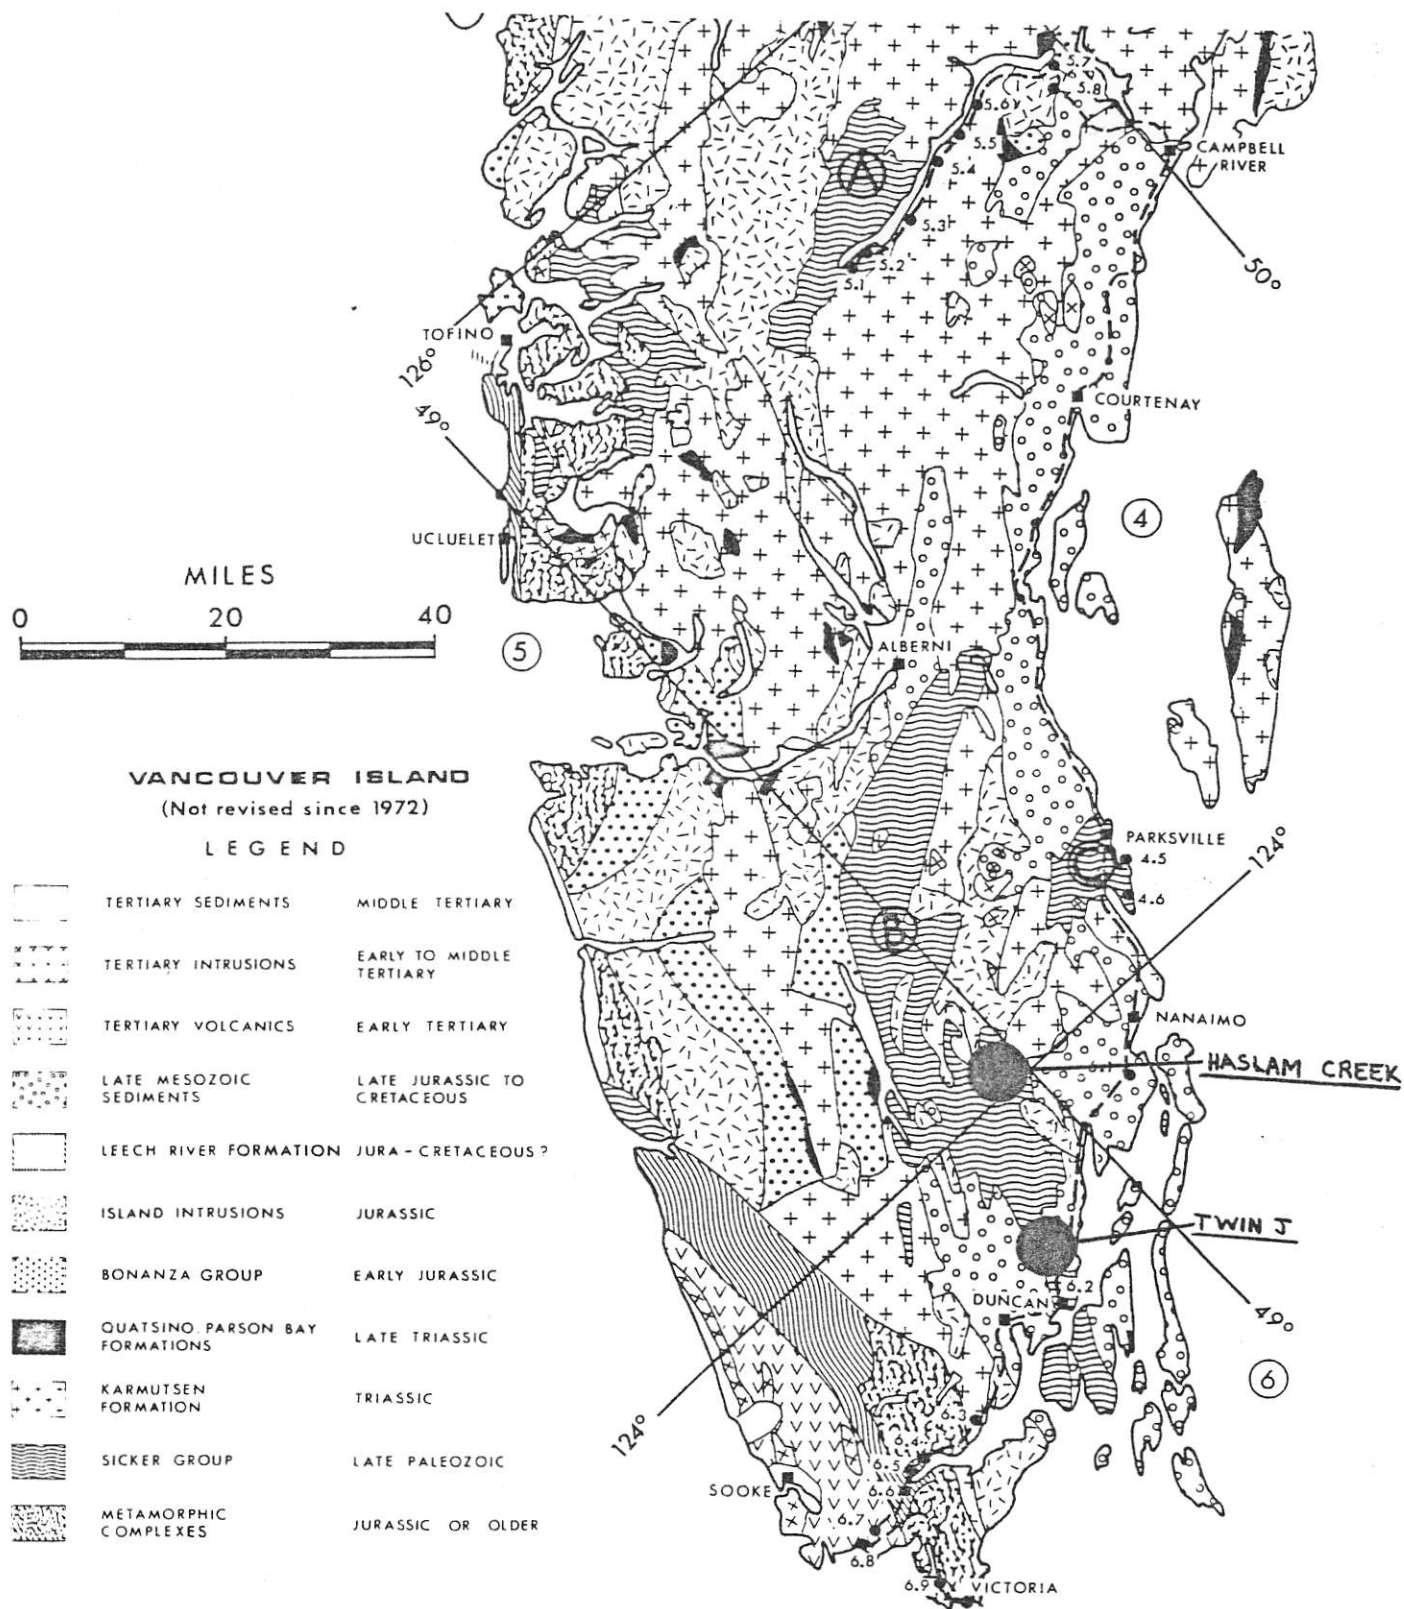 5.7
5.8
5.6
5.5
CAMPBELL
RIVER
5.4
A
5.3
5.2
5.1
50°
TOFINO
126°
49°
COURTENAY
4
UCLUELET
MILES
0 20 40
5
ALBERNI
VANCOUVER ISLAND
(Not revised since 1972)
LEGEND
PARKSVILLE
124°
4.5
C
4.6
TERTIARY SEDIMENTS MIDDLE TERTIARY
B
TERTIARY INTRUSIONS EARLY TO MIDDLE
TERTIARY
TERTIARY VOLCANICS EARLY TERTIARY
NANAIMO
6.1
HASLAM CREEK
LATE MESOZOIC LATE JURASSIC TO
SEDIMENTS CRETACEOUS
LEECH RIVER FORMATION JURA-CRETACEOUS?
ISLAND INTRUSIONS JURASSIC
TWIN J
BONANZA GROUP EARLY JURASSIC
6.2
DUNCAN
49°
QUATSINO. PARSON BAY LATE TRIASSIC
FORMATIONS
6
KARMUTSEN TRIASSIC
FORMATION
124°
6.3
6.4
SICKER GROUP LATE PALEOZOIC
6.5
SOOKE
6.6
METAMORPHIC JURASSIC OR OLDER
COMPLEXES
6.7
6.8
6.9
VICTORIA